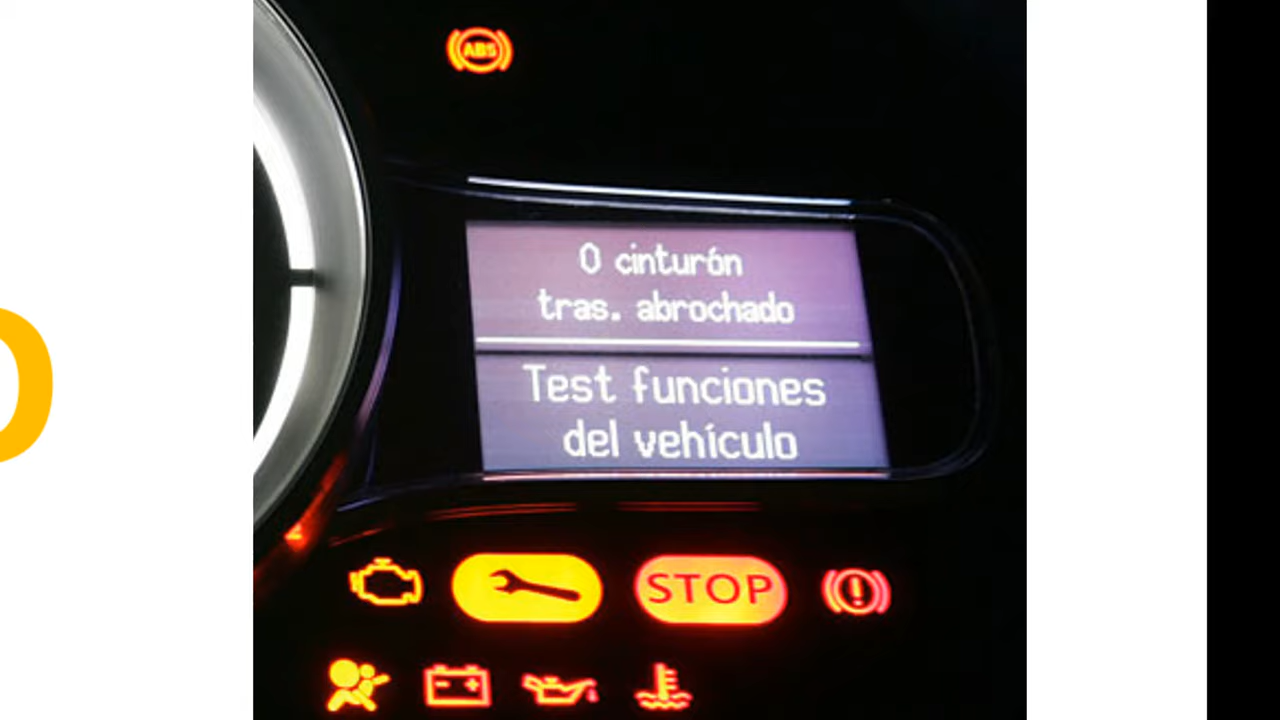 ABS
0 cinturón
tras. abrochado
Test funciones
del vehículo
STOP